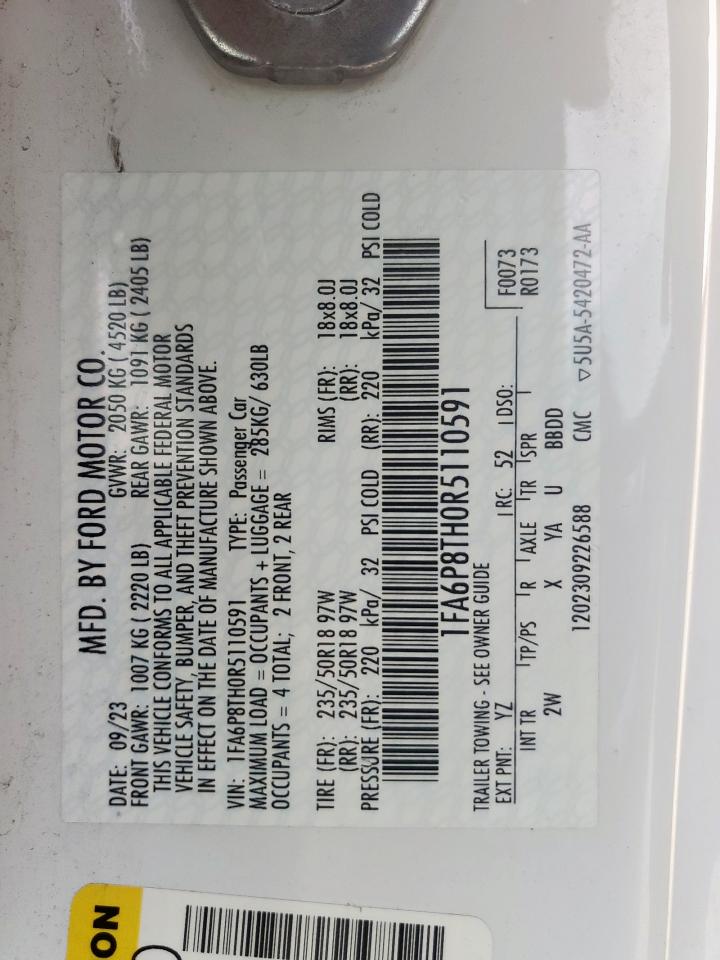 MFD. BY FORD MOTOR CO.
DATE: 09/23 GVWR: 2050 KG ( 4520 LB)
FRONT GAWR: 1007 KG ( 2220 LB) REAR GAWR: 1091 KG ( 2405 LB)
THIS VEHICLE CONFORMS TO ALL APPLICABLE FEDERAL MOTOR
VEHICLE SAFETY, BUMPER, AND THEFT PREVENTION STANDARDS
IN EFFECT ON THE DATE OF MANUFACTURE SHOWN ABOVE.
VIN: 1FA6P8TH0R5110591 TYPE: Passenger Car
MAXIMUM LOAD = OCCUPANTS + LUGGAGE = 285KG/ 630LB
OCCUPANTS = 4 TOTAL; 2 FRONT, 2 REAR
TIRE (FR): 235/50R18 97W RIMS (FR): 18x8.0J
(RR): 235/50R18 97W (RR): 18x8.0J
PRESSURE (FR): 220 kPa/ 32 PSI COLD (RR): 220 kPa/ 32 PSI COLD
1FA6P8TH0R5110591
TRAILER TOWING - SEE OWNER GUIDE
EXT PNT: YZ RC: 52 DSO: F0073
R0173
INT TR TP/PS R AXLE TR SPR
2W X YA U BBDD
1202309226588 CMC ▽5U5A-5420472-AA
ON